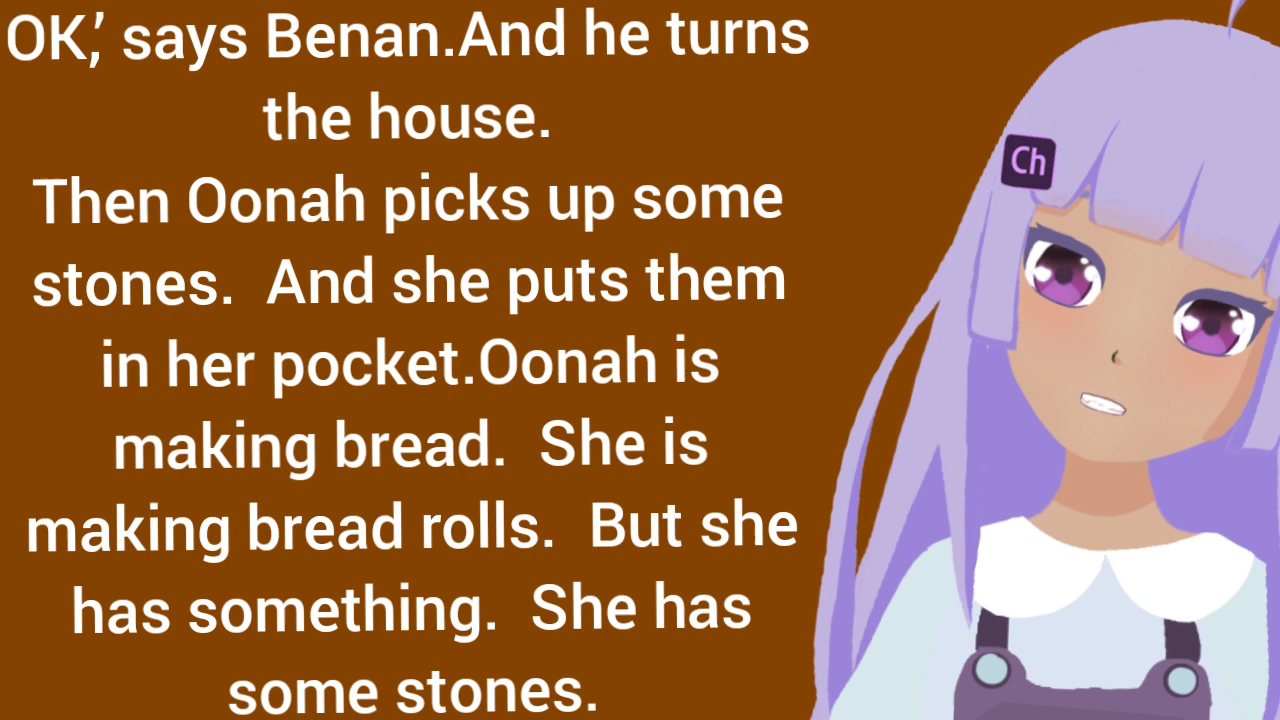 OK,’ says Benan.And he turns
the house.
Then Oonah picks up some
stones.  And she puts them
in her pocket.Oonah is
making bread.  She is
making bread rolls.  But she
has something.  She has
some stones.
Ch